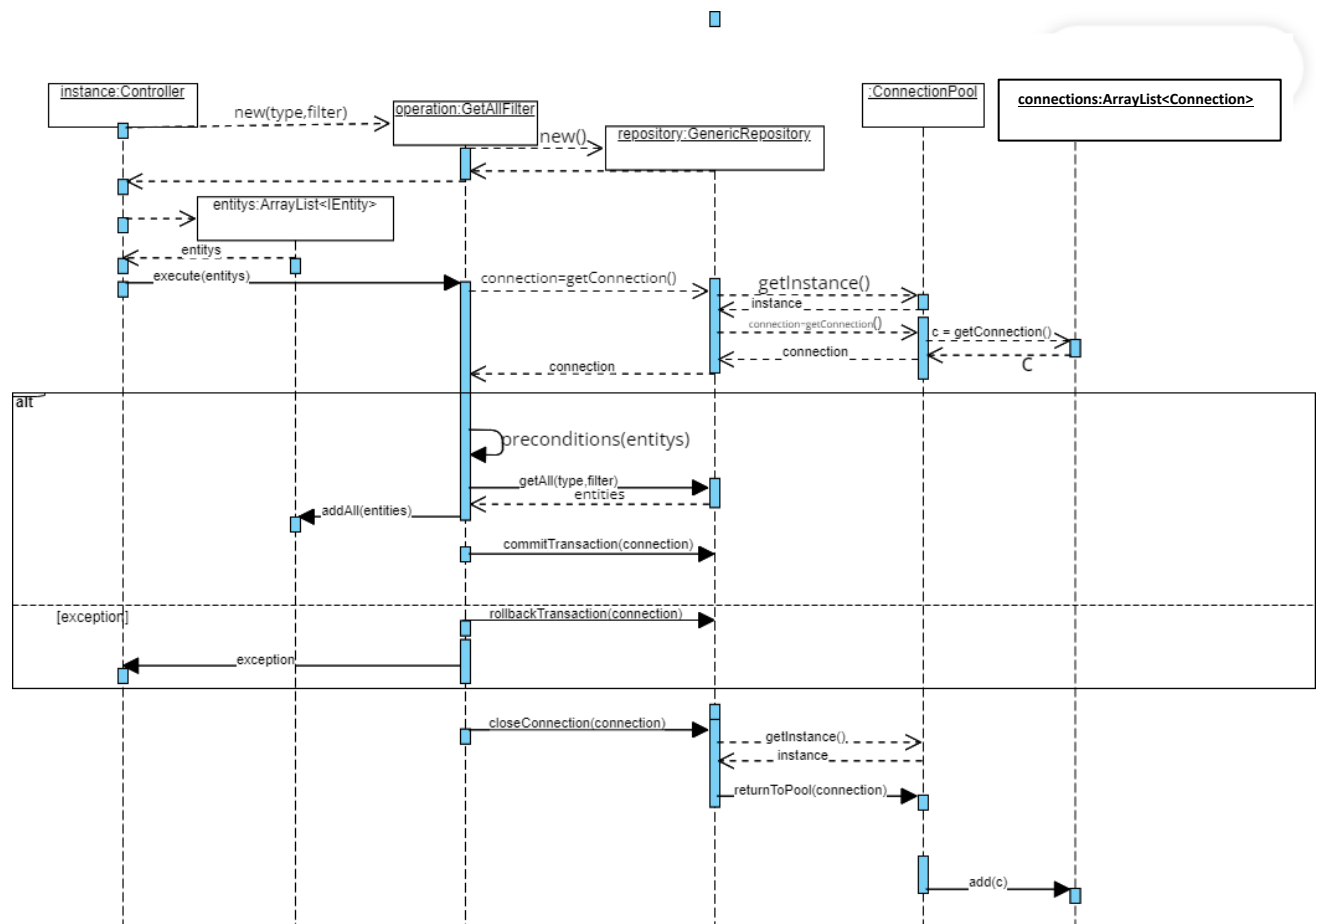 instance:Controller
:ConnectionPool
connections:ArrayList<Connection>
new(type,filter)
operation:GetAllFilter
new()
repository:GenericRepository
entitys:ArrayList<IEntity>
entitys
execute(entitys)
connection=getConnection()
getInstance()
instance
connection=getConnection()
c = getConnection()
connection
C
connection
alt
preconditions(entitys)
getAll(type,filter)
entities
addAll(entities)
commitTransaction(connection)
[exception]
rollbackTransaction(connection)
exception
closeConnection(connection)
getInstance()
instance
returnToPool(connection)
add(c)